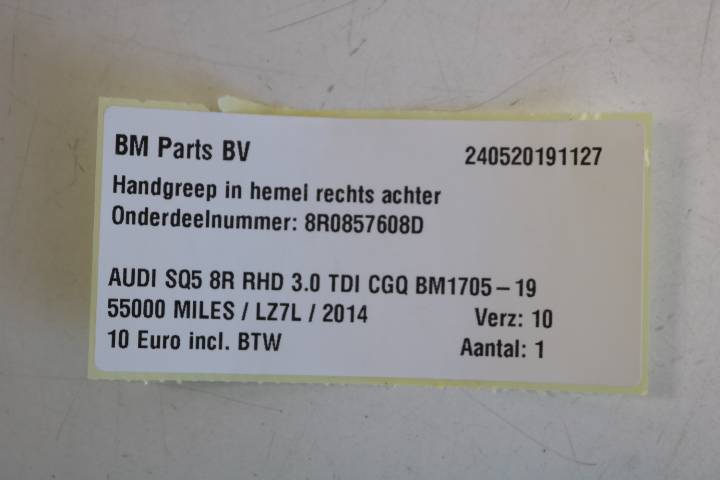 BM Parts BV 240520191127
Handgreep in hemel rechts achter
Onderdeelnummer: 8R0857608D
AUDI SQ5 8R RHD 3.0 TDI CGQ BM1705-19
55000 MILES / LZ7L / 2014 Verz: 10
10 Euro incl. BTW Aantal: 1